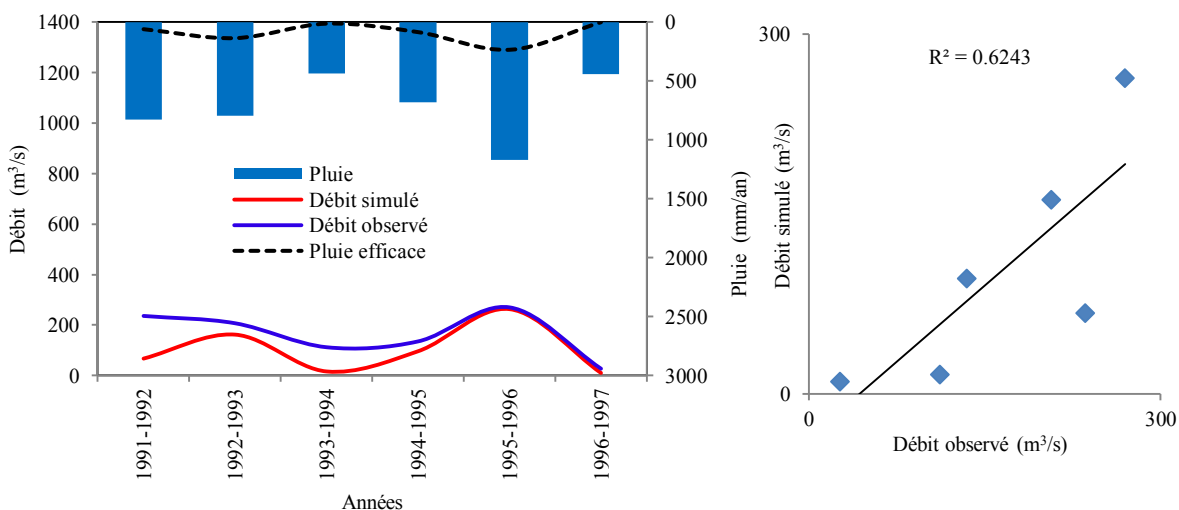 1400
1200
1000
800
600
400
200
0
Débit (m³/s)
0
500
1000
1500
2000
2500
3000
Pluie (mm/an)
Pluie
Débit simulé
Débit observé
Pluie efficace
1991-1992
1992-1993
1993-1994
1994-1995
1995-1996
1996-1997
Années
300
0
Débit simulé (m³/s)
R² = 0.6243
0
300
Débit observé (m³/s)